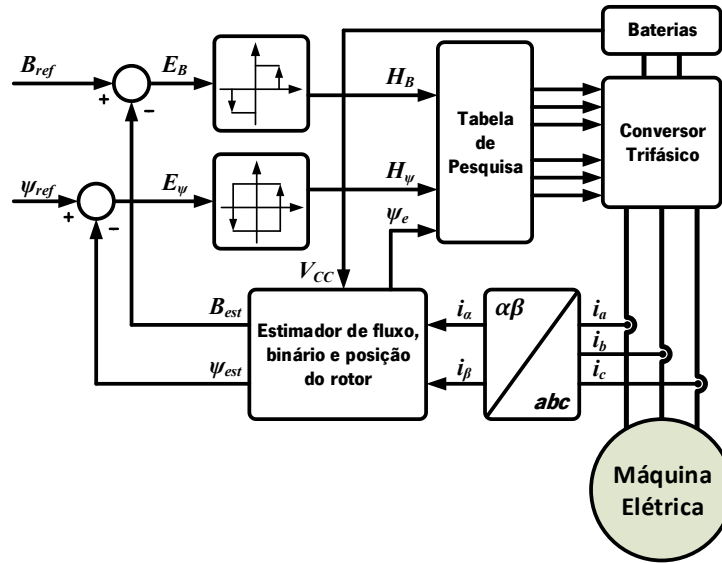 Baterias
B_ref
+
−
E_B
H_B
Tabela
de
Pesquisa
Conversor
Trifásico
ψ_ref
+
−
E_ψ
H_ψ
ψ_e
V_CC
B_est
ψ_est
Estimador de fluxo,
binário e posição
do rotor
i_α
i_β
αβ
abc
i_a
i_b
i_c
Máquina
Elétrica